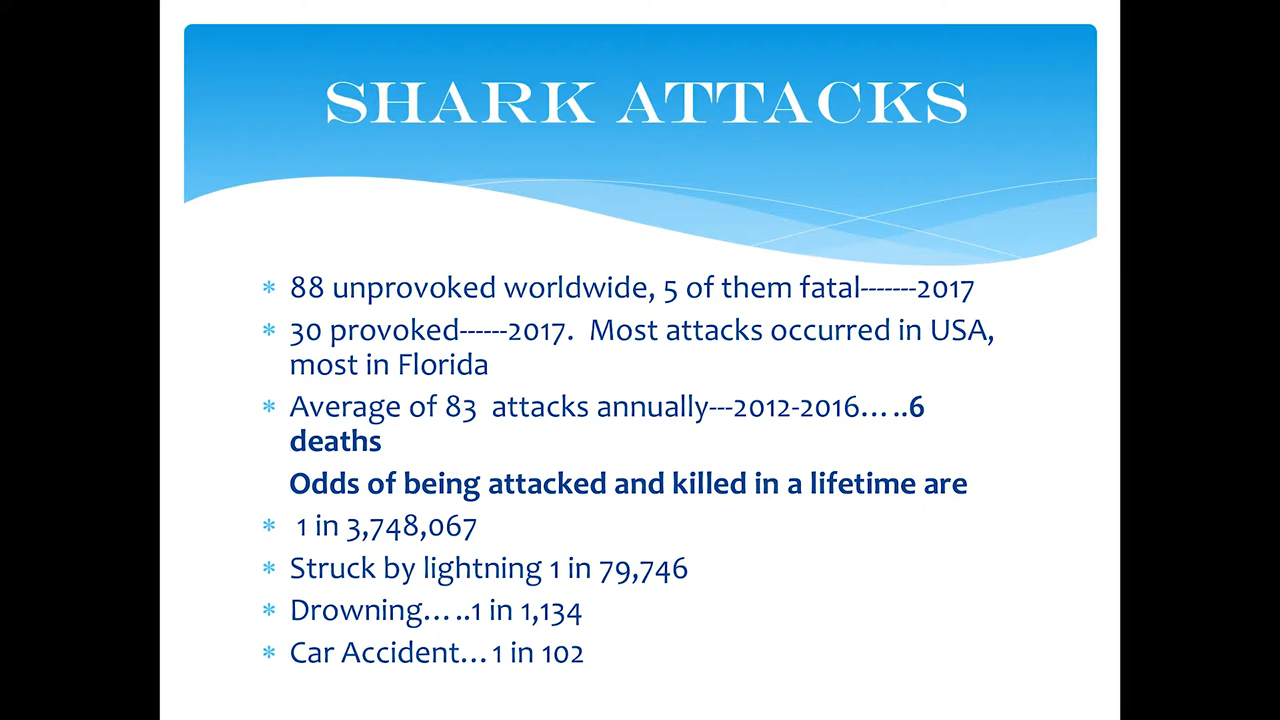 SHARK ATTACKS
* 88 unprovoked worldwide, 5 of them fatal-------2017
* 30 provoked------2017.  Most attacks occurred in USA,
most in Florida
* Average of 83  attacks annually---2012-2016…..6
deaths
Odds of being attacked and killed in a lifetime are
* 1 in 3,748,067
* Struck by lightning 1 in 79,746
* Drowning…..1 in 1,134
* Car Accident…1 in 102